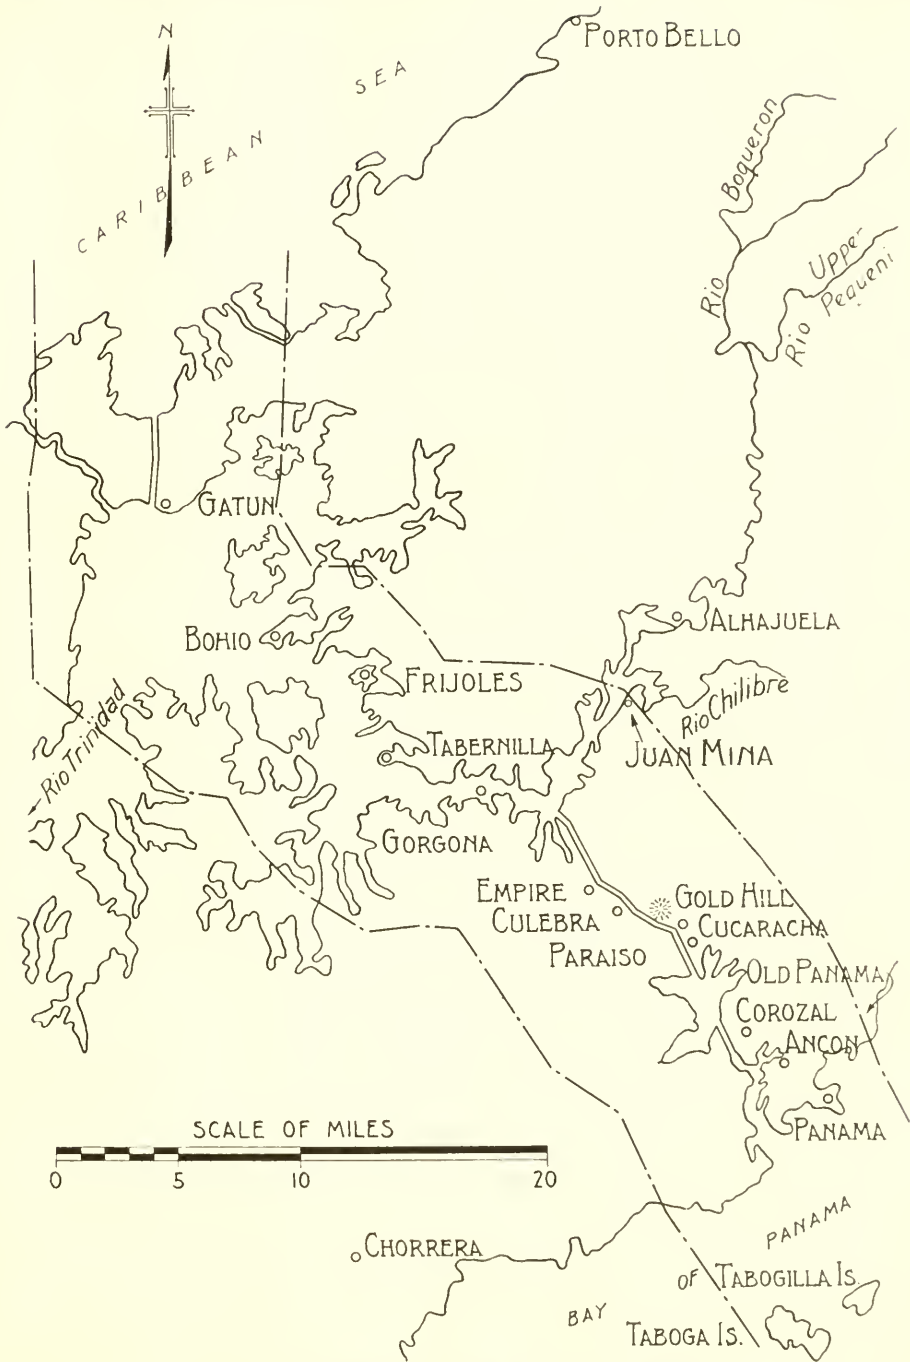 PORTO BELLO
N
CARIBBEAN SEA
Rio Boqueron
Rio Pequeni
Upper
GATUN
ALHAJUELA
BOHIO
FRIJOLES
Rio Chilibre
Rio Trinidad
TABERNILLA
JUAN MINA
GORGONA
EMPIRE
GOLD HILL
CULEBRA
CUCARACHA
PARAISO
OLD PANAMA
COROZAL
ANCON
SCALE OF MILES
PANAMA
0 5 10 20
CHORRERA
BAY OF PANAMA
TABOGILLA IS.
TABOGA IS.